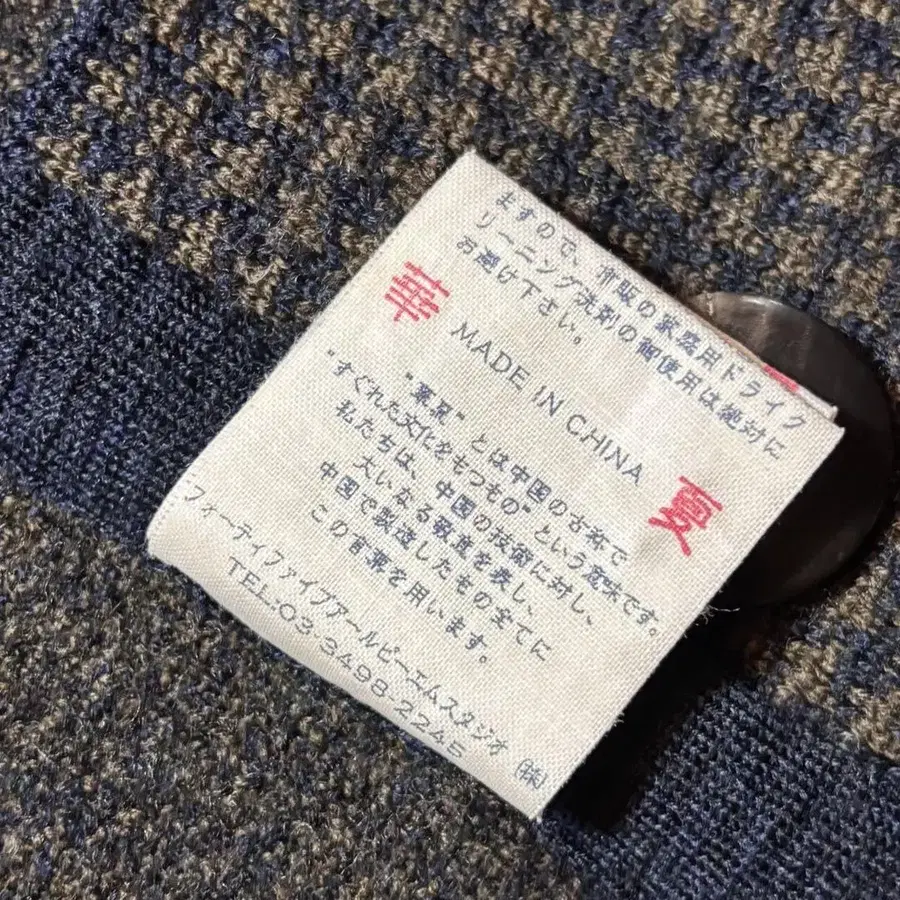 おすので、市販の家庭用ドライク
リーニング洗剤の御使用は絶対に
お避け下さい。
華
MADE IN CHINA
夏
"華夏"とは中国の古称で
すぐれた文化をもつもの"という意味です。
私たちは、中国の技術に対し、
大いなる敬意を表し、
中国で製造したもの全てに
この言葉を用います。
フォーティファイブアールピーエムスタジオ㈱
TEL.03-3498-2245